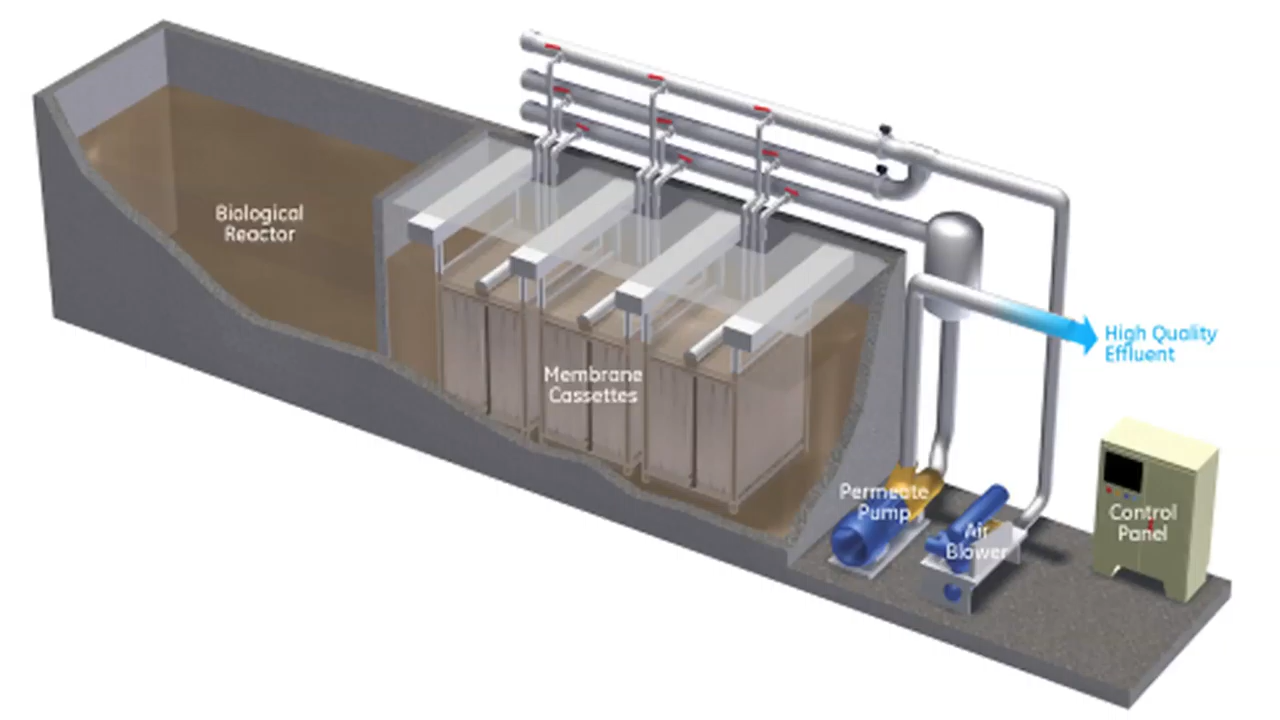 Biological
Reactor
Membrane
Cassettes
High Quality
Effluent
Permeate
Pump
Air
Blower
Control
Panel